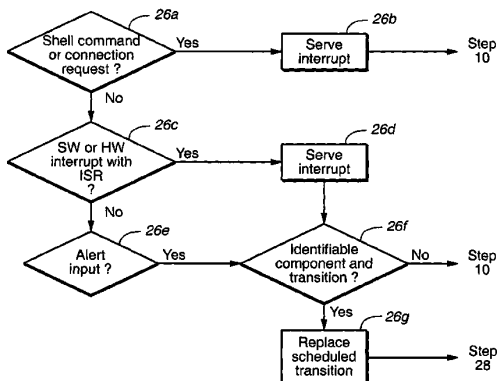 26a
Shell command
or connection
request ?
Yes
26b
Serve
interrupt
Step
10
No
26c
SW or HW
interrupt with
ISR
?
Yes
26d
Serve
interrupt
No
26e
Alert
input ?
Yes
26f
Identifiable
component and
transition ?
No
Step
10
Yes
26g
Replace
scheduled
transition
Step
28